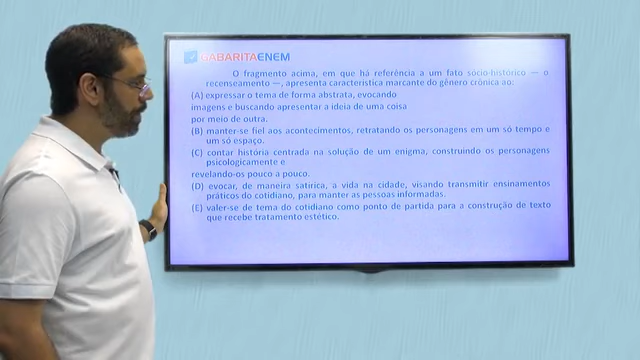 GABARITAENEM
O fragmento acima, em que há referência a um fato sócio-histórico — o
recenseamento —, apresenta característica marcante do gênero crônica ao:
(A) expressar o tema de forma abstrata, evocando
imagens e buscando apresentar a ideia de uma coisa
por meio de outra.
(B) manter-se fiel aos acontecimentos, retratando os personagens em um só tempo e
um só espaço.
(C) contar história centrada na solução de um enigma, construindo os personagens
psicologicamente e
revelando-os pouco a pouco.
(D) evocar, de maneira satírica, a vida na cidade, visando transmitir ensinamentos
práticos do cotidiano, para manter as pessoas informadas.
(E) valer-se de tema do cotidiano como ponto de partida para a construção de texto
que recebe tratamento estético.